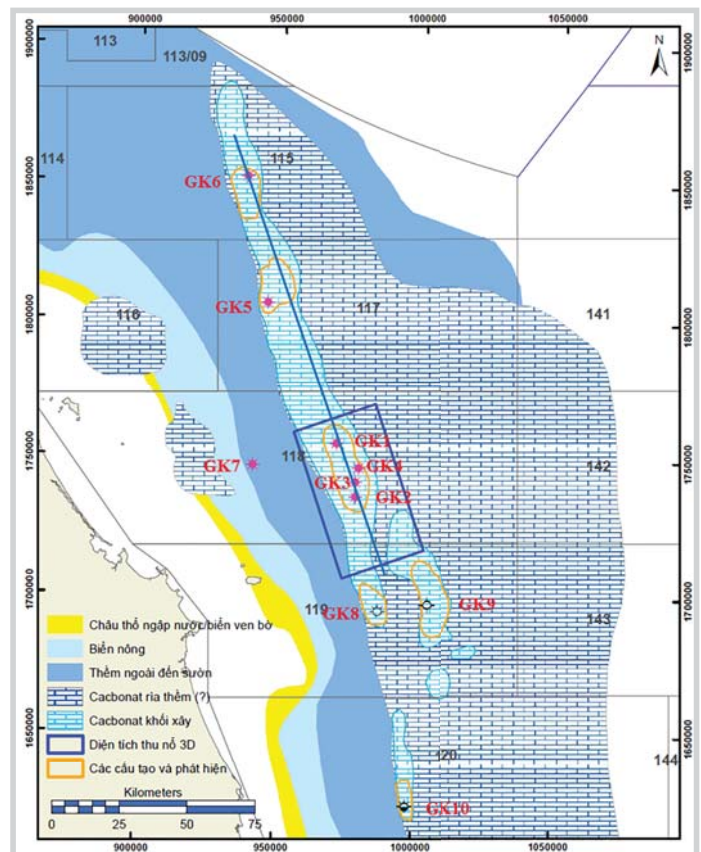 900000 950000 1000000 1050000
1900000
1850000
1800000
1750000
1700000
1650000
N
113
113/09
114
115
GK6
GK5
117
116
141
118
GK1
GK4
GK3
GK2
GK7
142
119
GK8
GK9
143
120
144
GK10
Châu thổ ngập nước/biển ven bờ
Biển nông
Thềm ngoài đến sườn
Cacbonat rìa thềm (?)
Cacbonat khối xây
Diện tích thu nổ 3D
Các cấu tạo và phát hiện
Kilometers
0 25 50 75
1900000
1850000
1800000
1750000
1700000
1650000
900000 950000 1000000 1050000